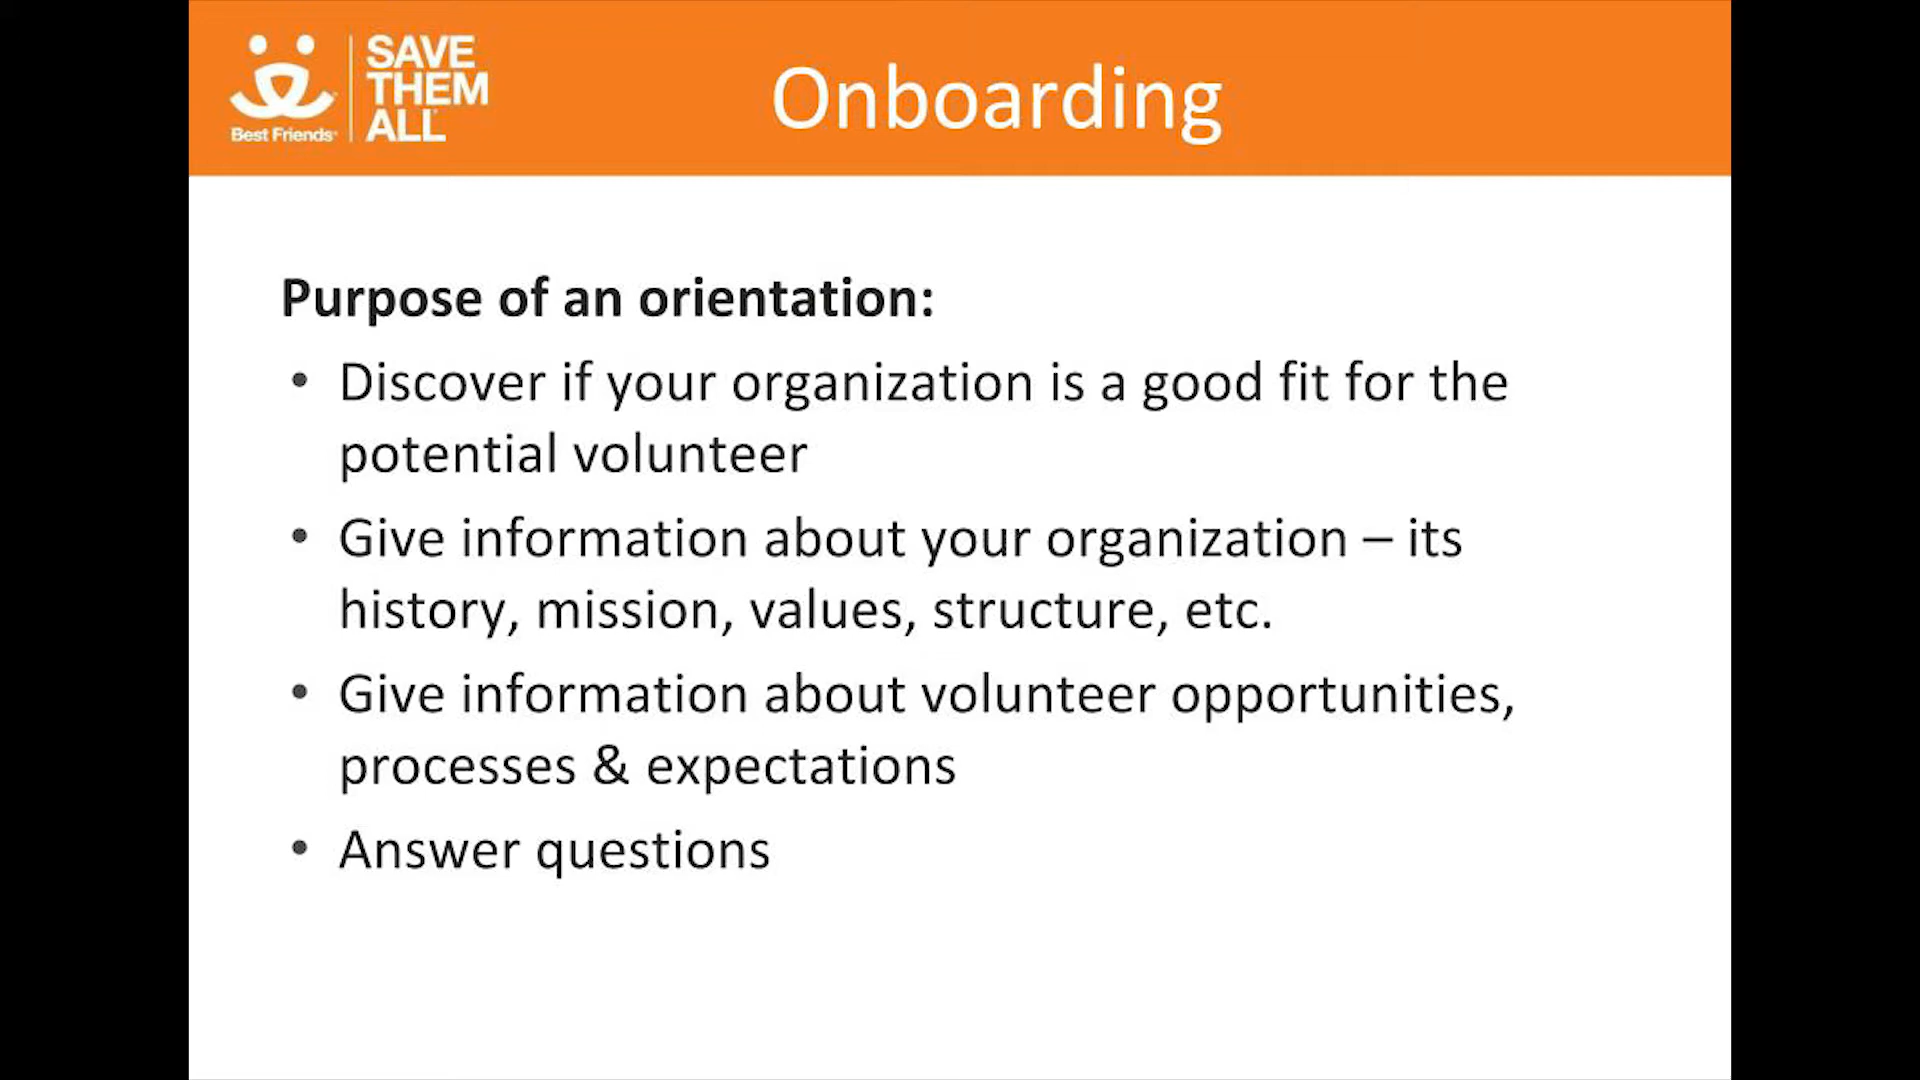 SAVE
THEM
ALL
Best Friends
Onboarding
Purpose of an orientation:
• Discover if your organization is a good fit for the
potential volunteer
• Give information about your organization – its
history, mission, values, structure, etc.
• Give information about volunteer opportunities,
processes & expectations
• Answer questions